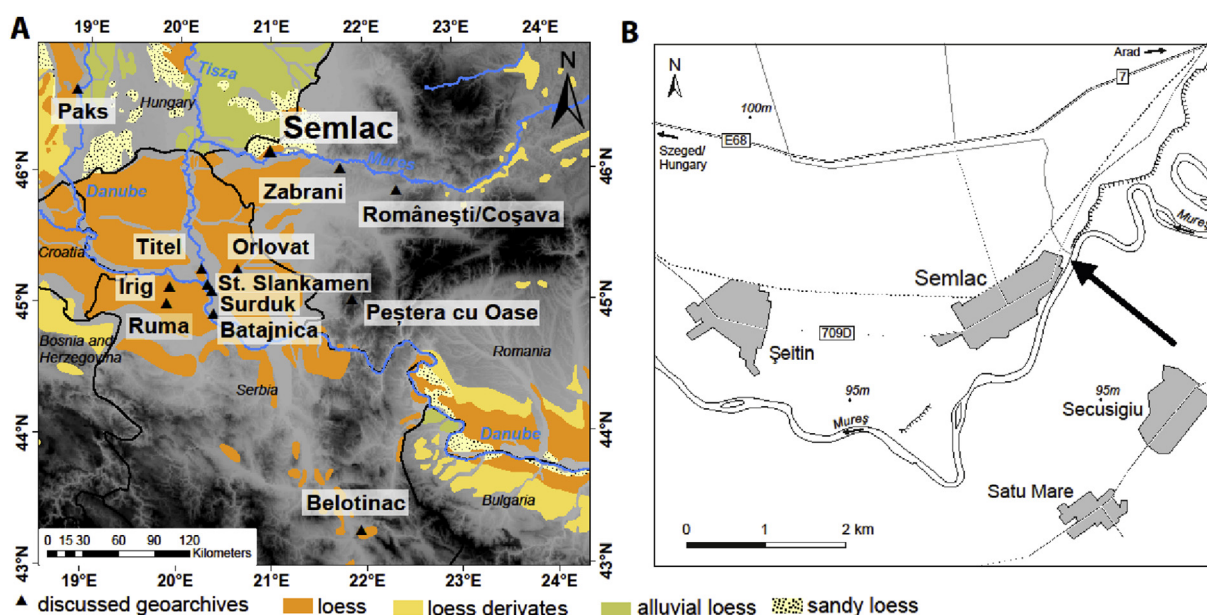 A
19°E 20°E 21°E 22°E 23°E 24°E
N
Tisza
Paks
Hungary
Semlac
46°N
46°N
Mureş
Danube
Zabrani
Româneşti/Coşava
Croatia
Titel
Orlovat
Irig
St. Slankamen
45°N
45°N
Surduk
Pestera cu Oase
Ruma
Batajnica
Bosnia and
Herzegovina
Romania
Serbia
44°N
44°N
Danube
Belotinac
Bulgaria
0 15 30 60 90 120
Kilometers
43°N
43°N
19°E 20°E 21°E 22°E 23°E 24°E
B
N
Arad
7
100m
E68
Szeged/
Hungary
Mureş
Semlac
709D
Şeitin
95m
95m
Secusigiu
Mureş
Satu Mare
0 1 2 km
▲ discussed geoarchives loess loess derivates alluvial loess sandy loess